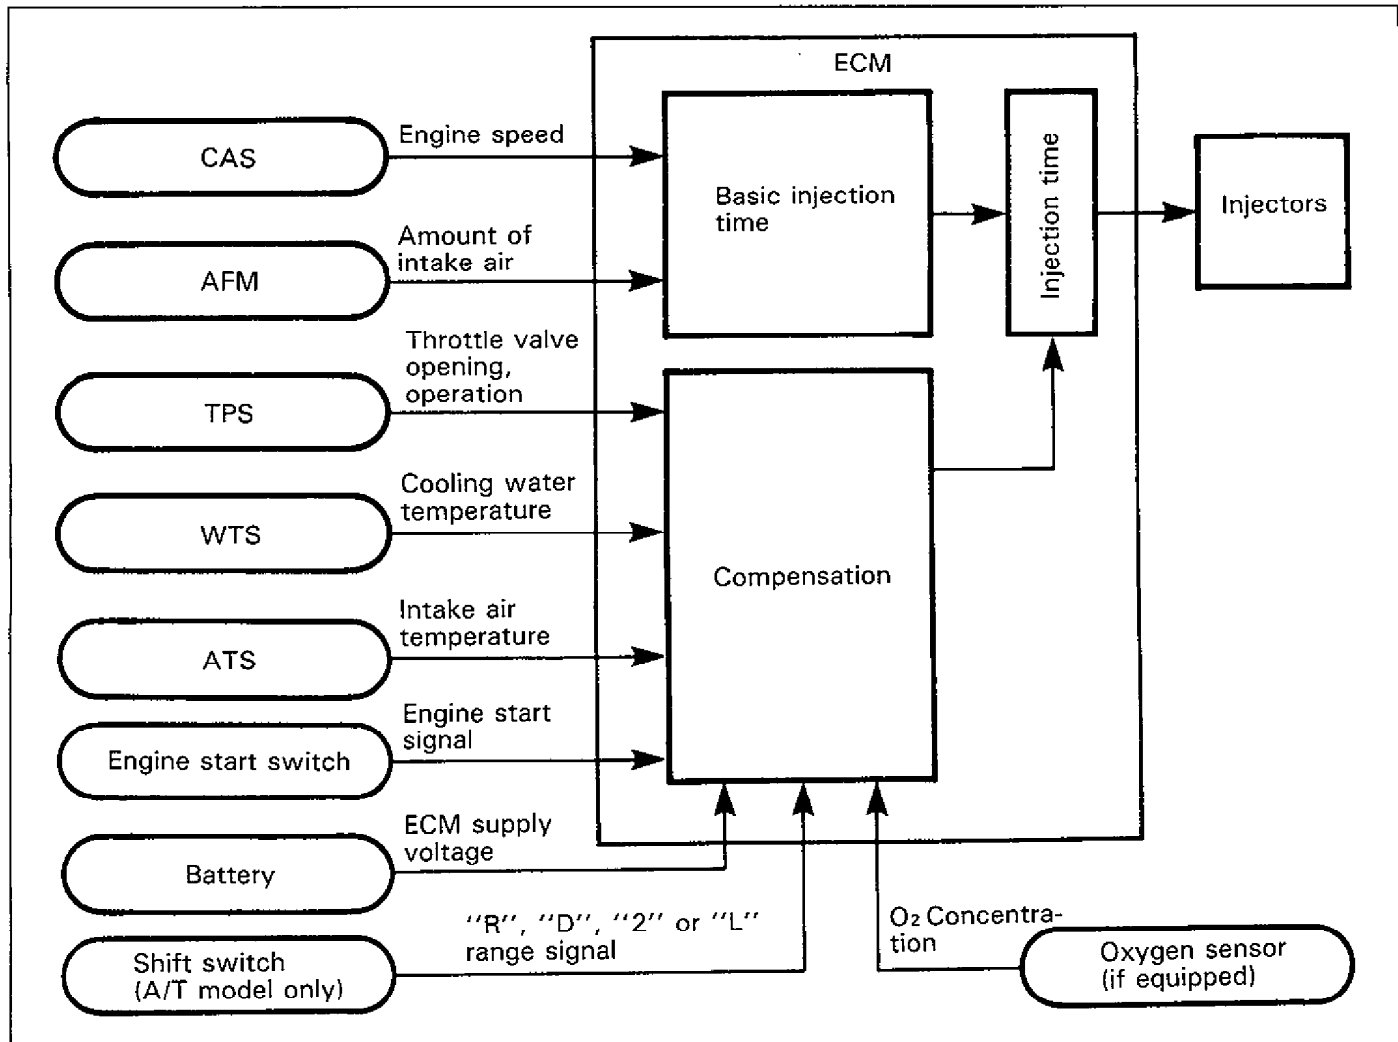 ECM
CAS
Engine speed
Basic injection
time
Injection time
Injectors
AFM
Amount of
intake air
TPS
Throttle valve
opening,
operation
WTS
Cooling water
temperature
Compensation
ATS
Intake air
temperature
Engine start switch
Engine start
signal
Battery
ECM supply
voltage
Shift switch
(A/T model only)
"R", "D", "2" or "L"
range signal
O₂ Concentra-
tion
Oxygen sensor
(if equipped)